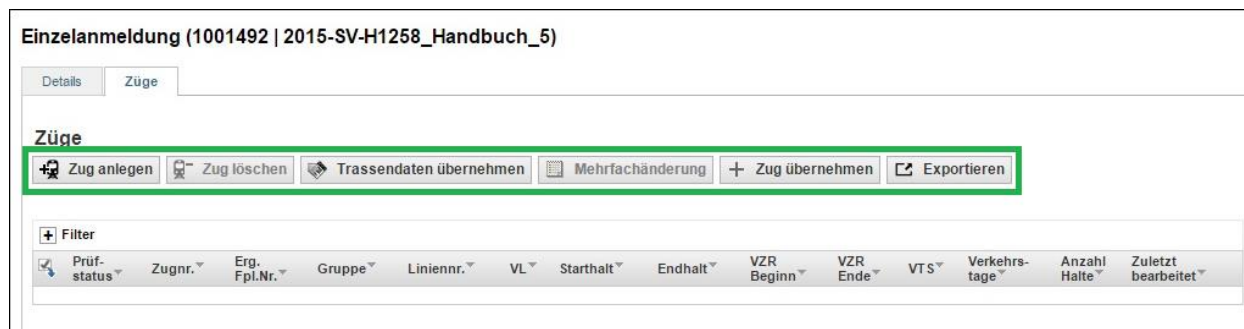 Einzelanmeldung (1001492 | 2015-SV-H1258_Handbuch_5)
Details Züge
Züge
Zug anlegen Zug löschen Trassendaten übernehmen Mehrfachänderung Zug übernehmen Exportieren
Filter
Prüf- Erg. VZR VZR Verkehrs- Anzahl Zuletzt
status Zugnr. Fpl.Nr. Gruppe Liniennr. VL Starthalt Endhalt Beginn Ende VTS tage Halte bearbeitet